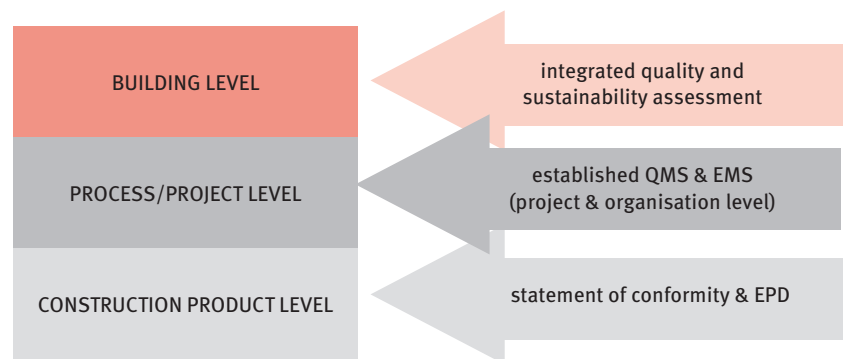 BUILDING LEVEL
integrated quality and
sustainability assessment
PROCESS/PROJECT LEVEL
established QMS & EMS
(project & organisation level)
CONSTRUCTION PRODUCT LEVEL
statement of conformity & EPD